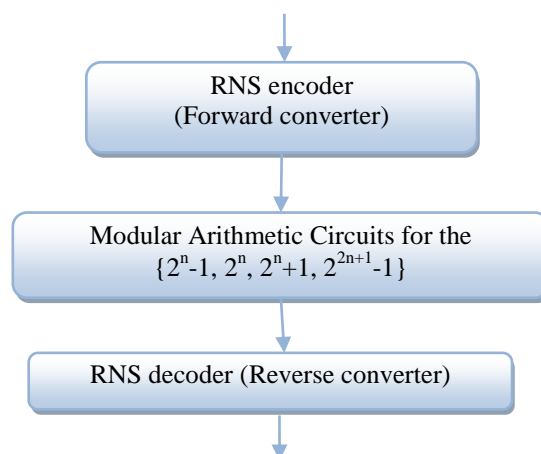 RNS encoder
(Forward converter)
Modular Arithmetic Circuits for the
{2ⁿ-1, 2ⁿ, 2ⁿ+1, 2²ⁿ⁺¹-1}
RNS decoder (Reverse converter)